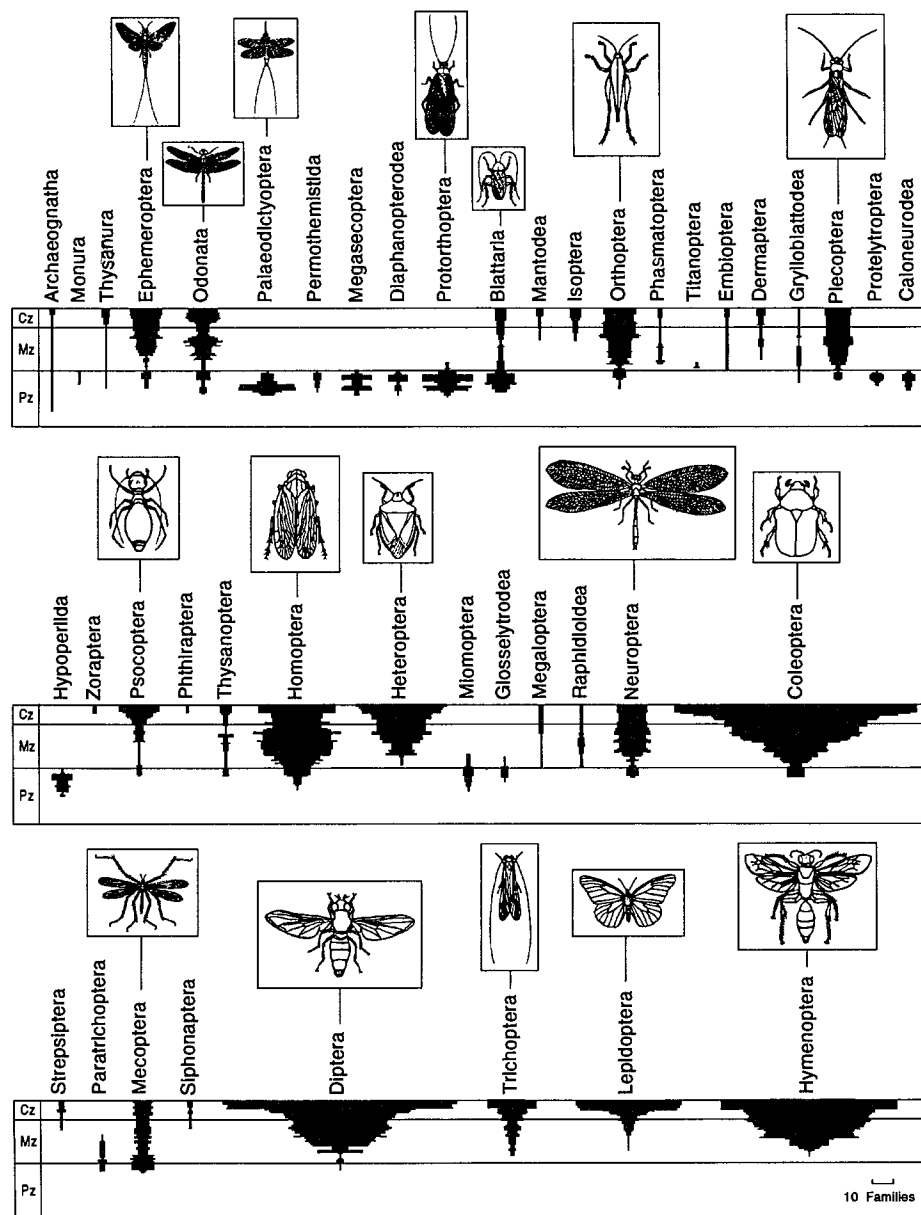 Archaeognatha
Monura
Thysanura
Ephemeroptera
Odonata
Palaeodictyoptera
Permothemistida
Megasecoptera
Diaphanopterodea
Protorthoptera
Blattaria
Mantodea
Isoptera
Orthoptera
Phasmatoptera
Titanoptera
Embioptera
Dermaptera
Grylloblattodea
Plecoptera
Protelytroptera
Caloneurodea
Cz
Mz
Pz
Hypoperlida
Zoraptera
Psocoptera
Phthiraptera
Thysanoptera
Homoptera
Heteroptera
Miomoptera
Glosselytrodea
Megaloptera
Raphidioidea
Neuroptera
Coleoptera
Cz
Mz
Pz
Strepsiptera
Paratrichoptera
Mecoptera
Siphonaptera
Diptera
Trichoptera
Lepidoptera
Hymenoptera
Cz
Mz
Pz
10 Families